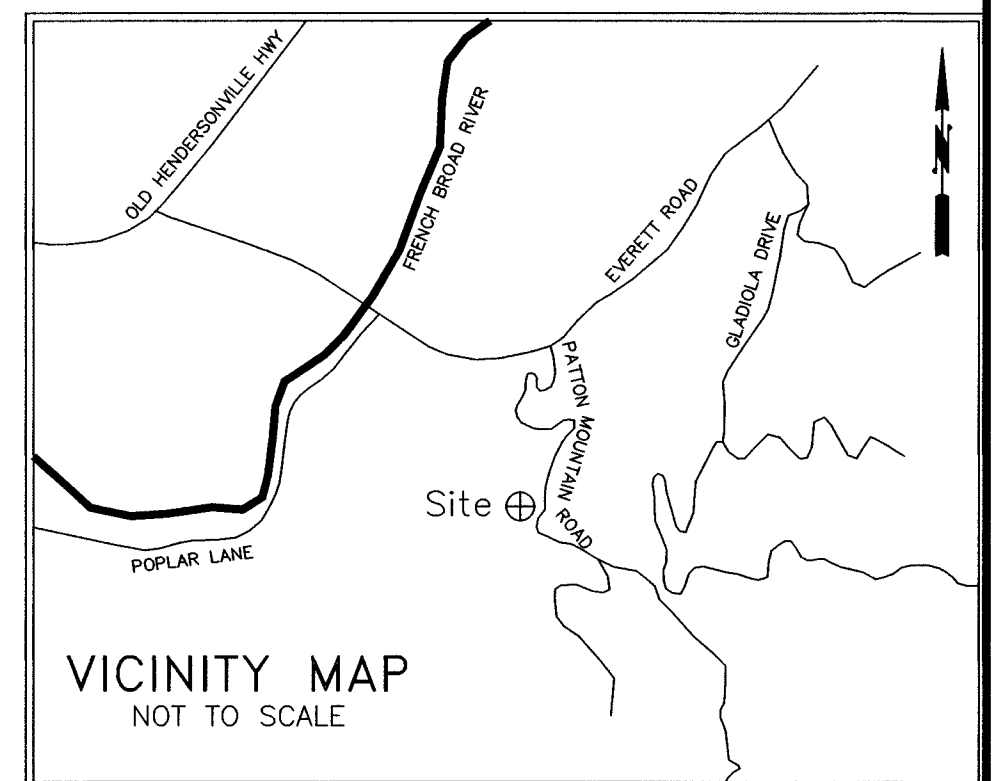 OLD HENDERSONVILLE HWY
FRENCH BROAD RIVER
N
EVERETT ROAD
GLADIOLA DRIVE
PATTON MOUNTAIN ROAD
Site
POPLAR LANE
VICINITY MAP
NOT TO SCALE